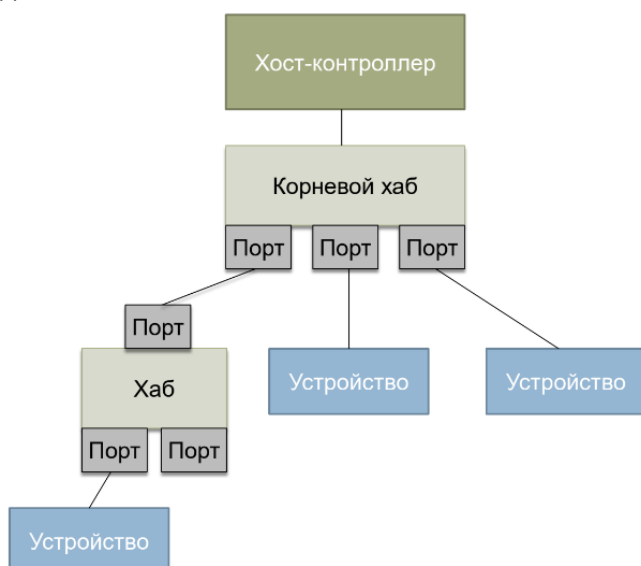 Хост-контроллер
Корневой хаб
Порт
Порт
Порт
Порт
Хаб
Устройство
Устройство
Порт
Порт
Устройство